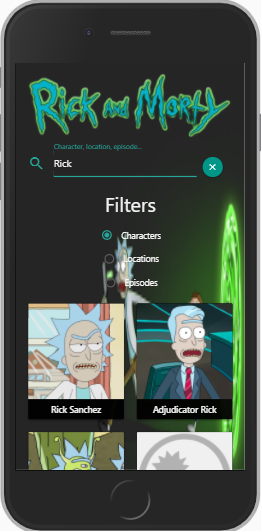 Rick and Morty
Character, location, episode...
Rick
Filters
Characters
Locations
Episodes
Rick Sanchez
Adjudicator Rick